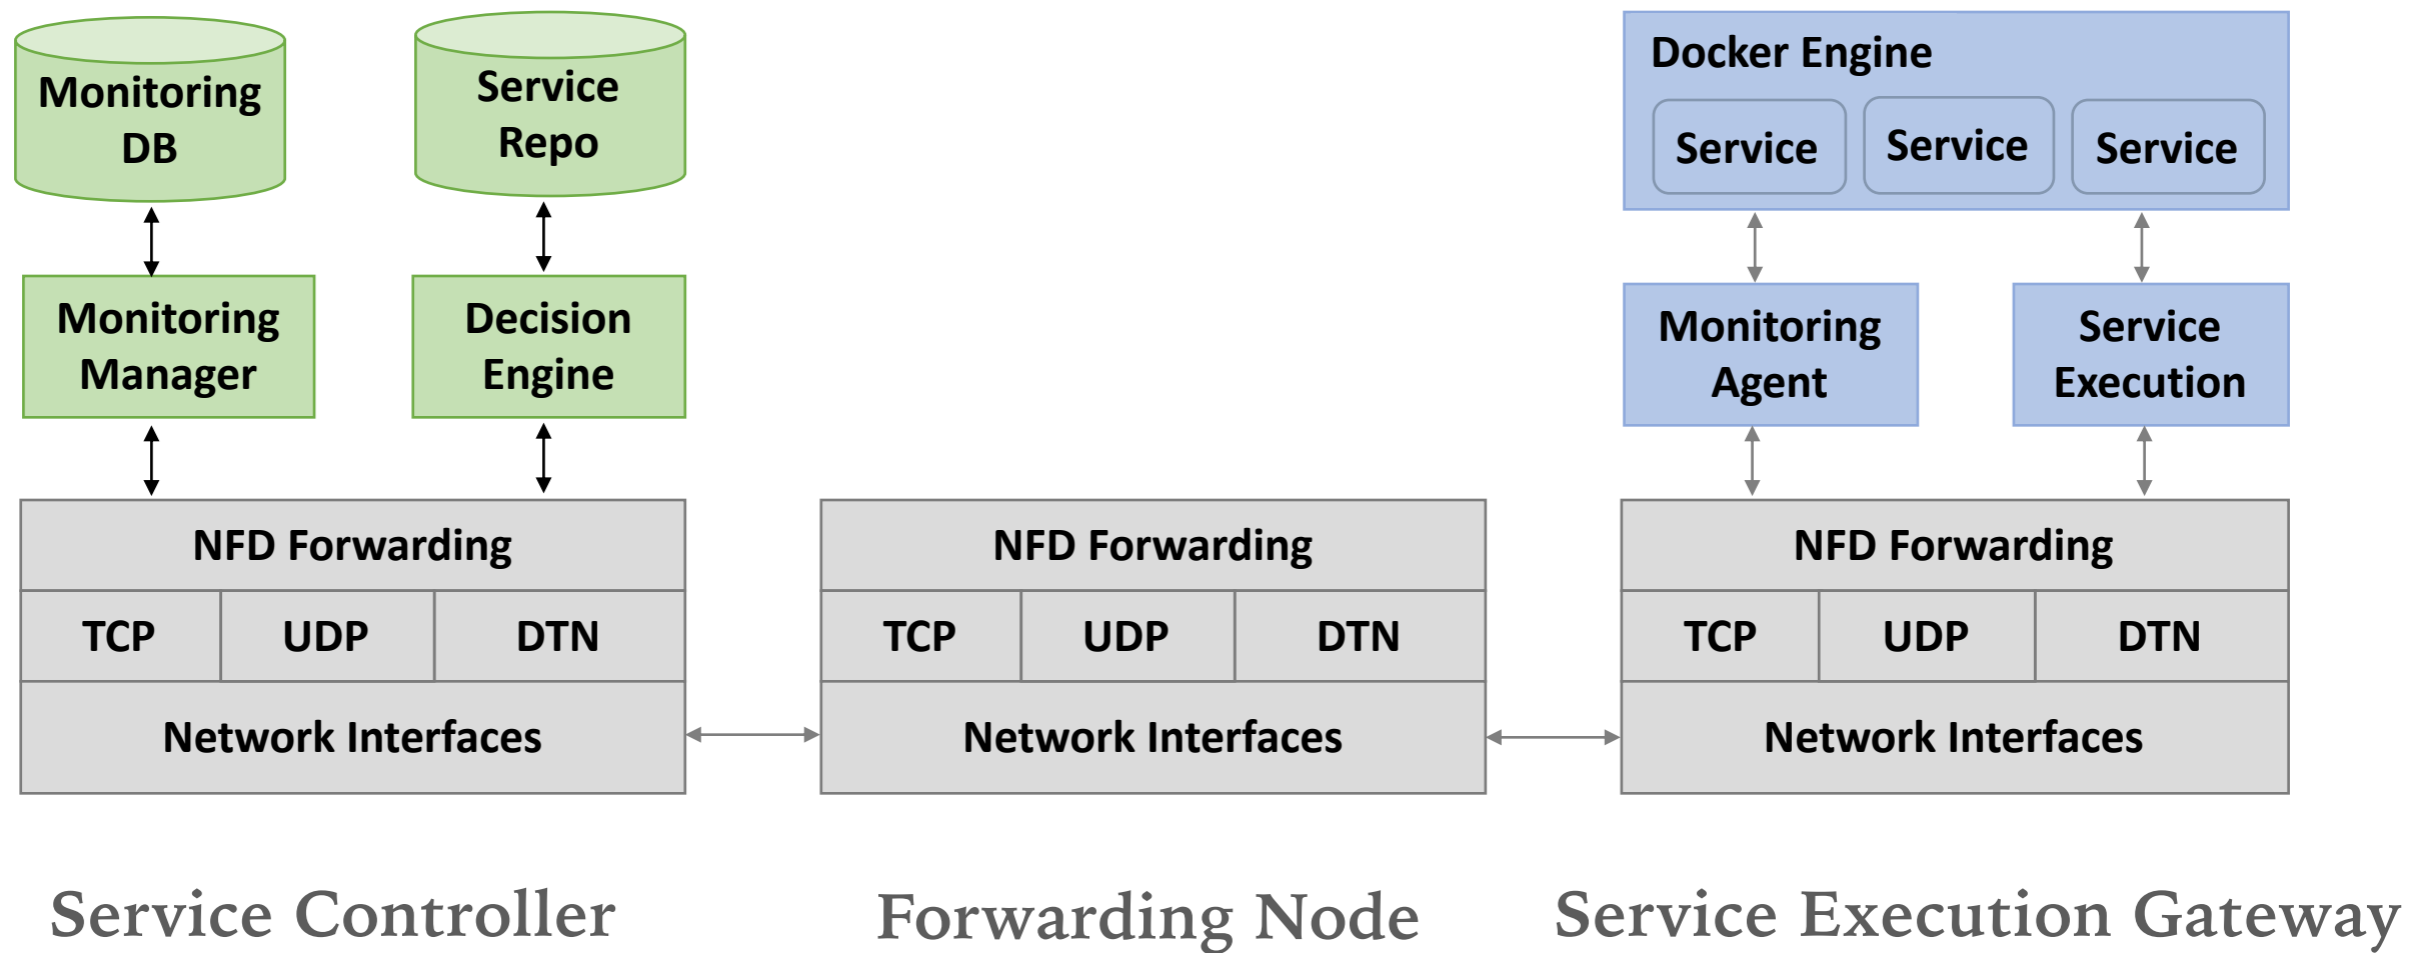 Monitoring
DB
Service
Repo
Docker Engine
Service
Service
Service
Monitoring
Manager
Decision
Engine
Monitoring
Agent
Service
Execution
NFD Forwarding
TCP
UDP
DTN
Network Interfaces
NFD Forwarding
TCP
UDP
DTN
Network Interfaces
NFD Forwarding
TCP
UDP
DTN
Network Interfaces
Service Controller
Forwarding Node
Service Execution Gateway